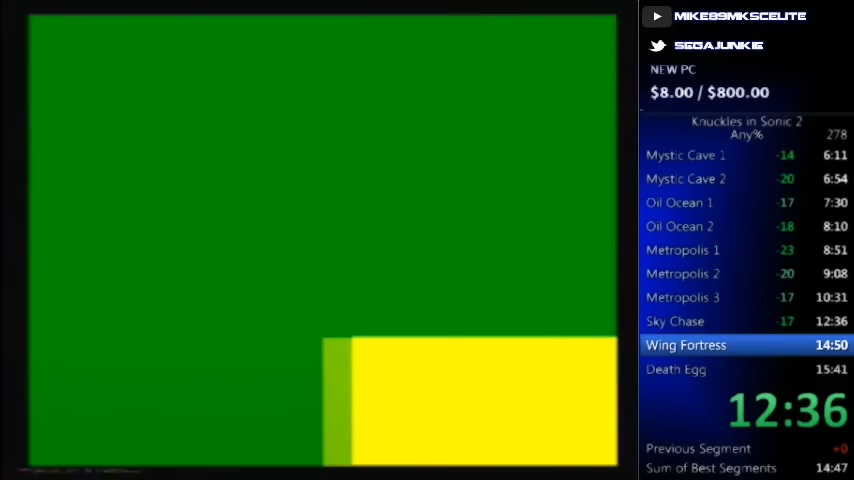 MIKE89MKSCELITE
SEGAJUNKIE
NEW PC
$8.00 / $800.00
Knuckles in Sonic 2
Any% 278
Mystic Cave 1 -14 6:11
Mystic Cave 2 -20 6:54
Oil Ocean 1 -17 7:30
Oil Ocean 2 -18 8:10
Metropolis 1 -23 8:51
Metropolis 2 -20 9:08
Metropolis 3 -17 10:31
Sky Chase -17 12:36
Wing Fortress 14:50
Death Egg 15:41
12:36
Previous Segment +0
Sum of Best Segments 14:47